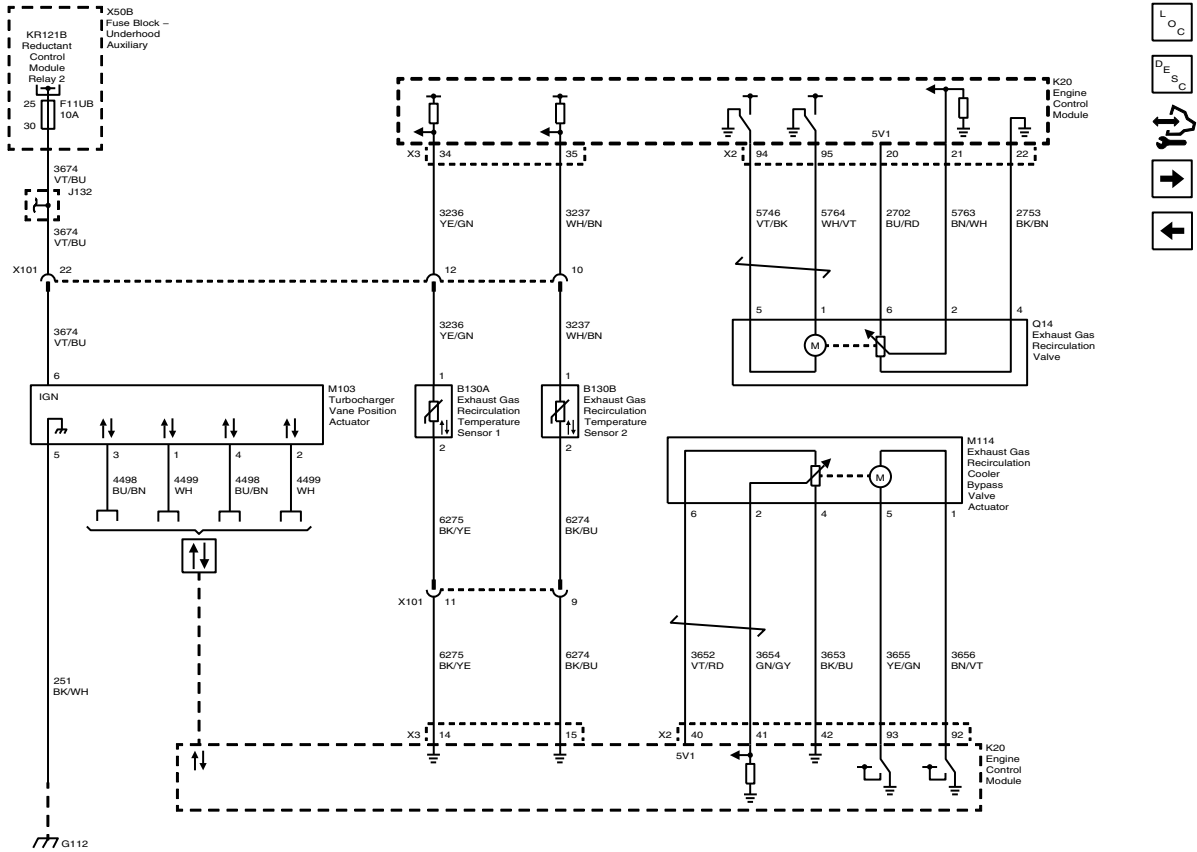 X50B
Fuse Block –
Underhood
Auxiliary
KR121B
Reductant
Control
Module
Relay 2
25
F11UB
10A
30
3674
VT/BU
J132
3674
VT/BU
X101
22
12
10
3674
VT/BU
6
IGN
M103
Turbocharger
Vane Position
Actuator
5
3
1
4
2
4498
BU/BN
4499
WH
4498
BU/BN
4499
WH
251
BK/WH
G112
K20
Engine
Control
Module
5V1
X3
34
35
X2
94
95
20
21
22
3236
YE/GN
3237
WH/BN
5746
VT/BK
5764
WH/VT
2702
BU/RD
5763
BN/WH
2753
BK/BN
3236
YE/GN
3237
WH/BN
5
1
6
2
4
M
Q14
Exhaust Gas
Recirculation
Valve
1
B130A
Exhaust Gas
Recirculation
Temperature
Sensor 1
2
1
B130B
Exhaust Gas
Recirculation
Temperature
Sensor 2
2
M
M114
Exhaust Gas
Recirculation
Cooler
Bypass
Valve
Actuator
6
2
4
5
1
6275
BK/YE
6274
BK/BU
X101
11
9
6275
BK/YE
6274
BK/BU
3652
VT/RD
3654
GN/GY
3653
BK/BU
3655
YE/GN
3656
BN/VT
X3
14
15
X2
40
41
42
93
92
5V1
K20
Engine
Control
Module
L
O
C
D
E
S
C